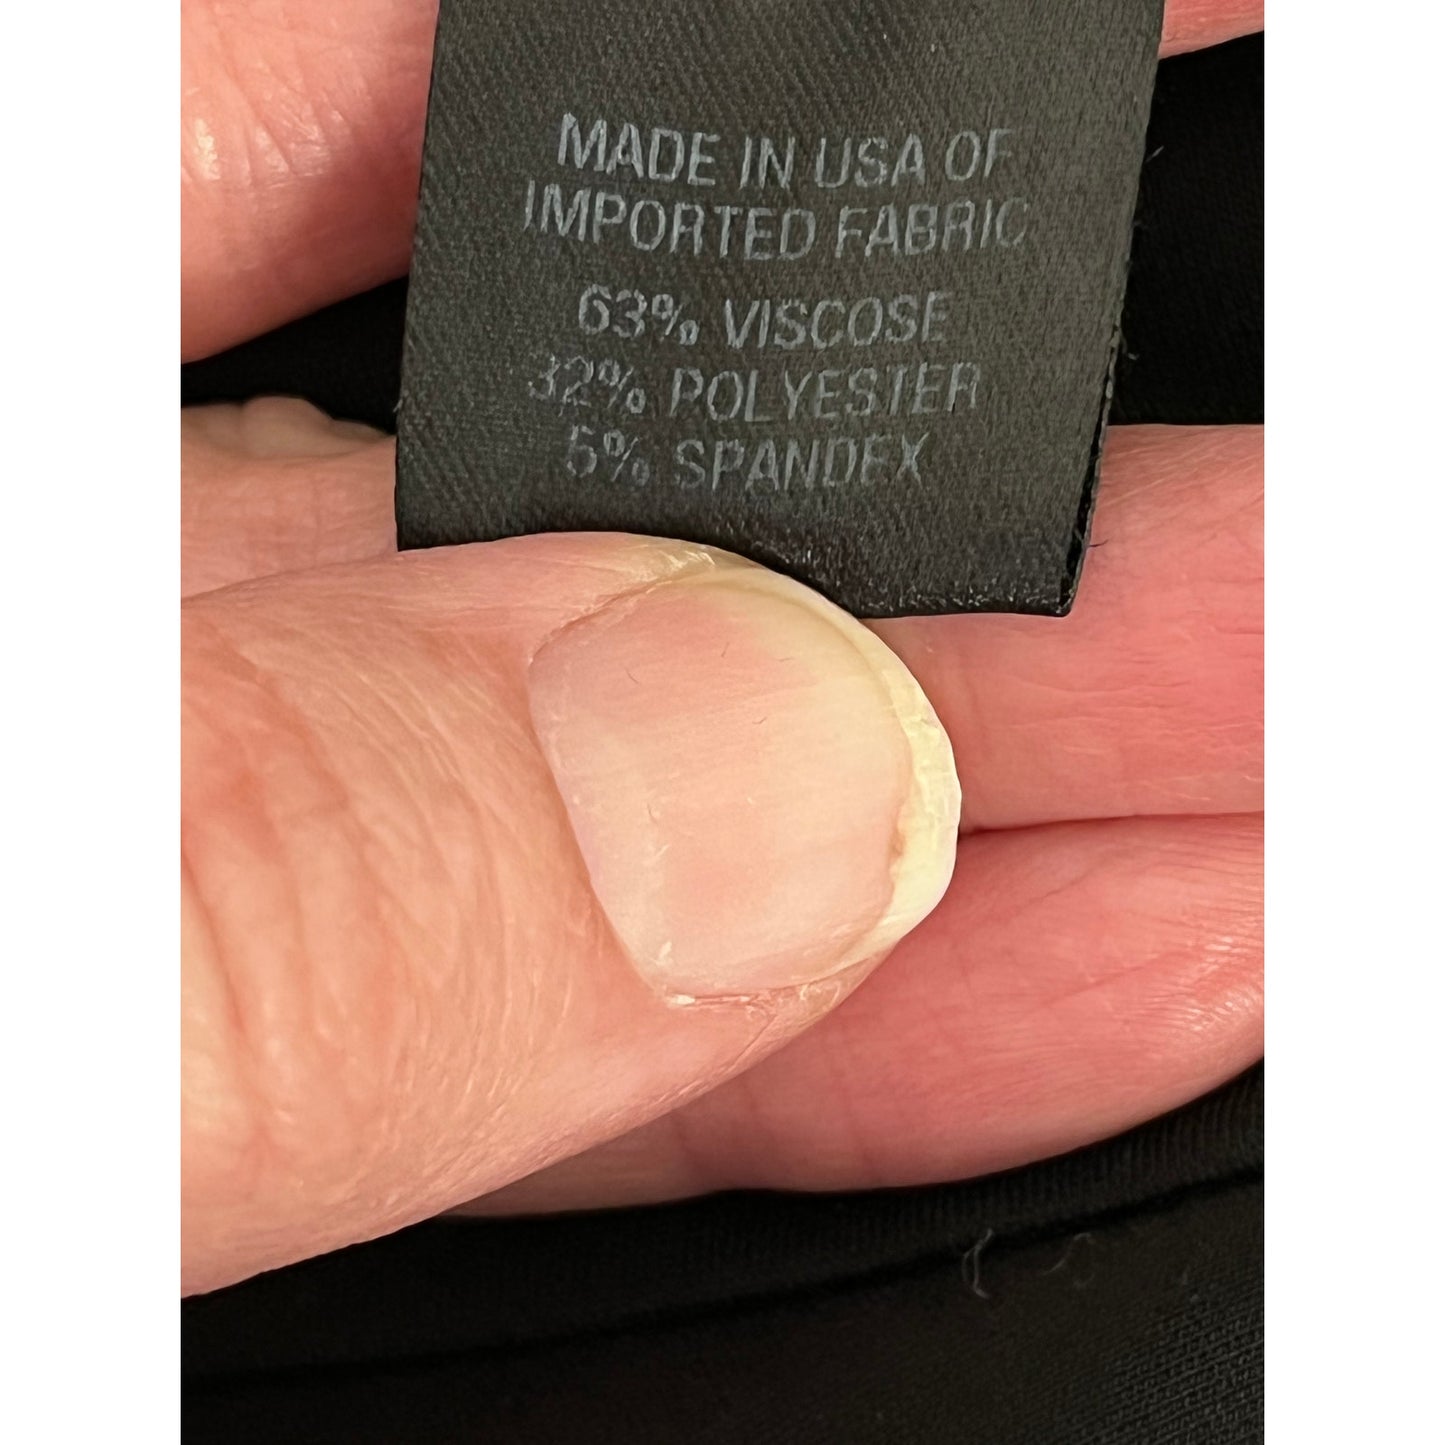 MADE IN USA OF
IMPORTED FABRIC
63% VISCOSE
32% POLYESTER
5% SPANDEX